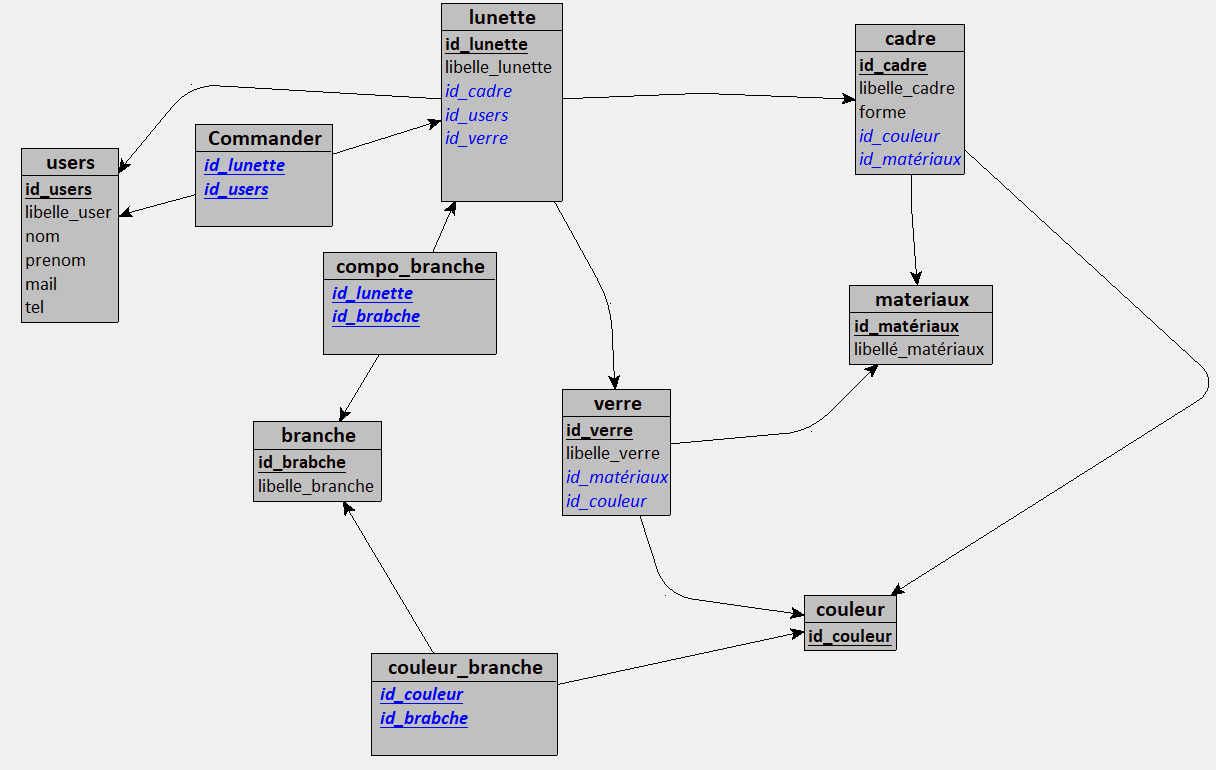 lunette
id_lunette
libelle_lunette
id_cadre
id_users
id_verre
cadre
id_cadre
libelle_cadre
forme
id_couleur
id_matériaux
Commander
id_lunette
id_users
users
id_users
libelle_user
nom
prenom
mail
tel
compo_branche
id_lunette
id_brabche
materiaux
id_matériaux
libellé_matériaux
verre
id_verre
libelle_verre
id_matériaux
id_couleur
branche
id_brabche
libelle_branche
couleur
id_couleur
couleur_branche
id_couleur
id_brabche